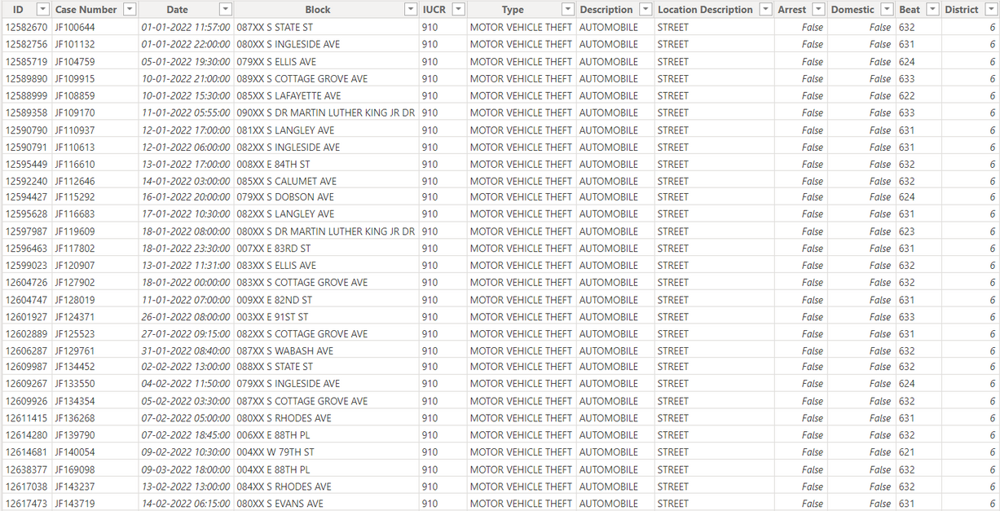 ID Case Number Date Block IUCR Type Description Location Description Arrest Domestic Beat District
12582670 JF100644 01-01-2022 11:57:00 087XX S STATE ST 910 MOTOR VEHICLE THEFT AUTOMOBILE STREET False False 632 6
12582756 JF101132 01-01-2022 22:00:00 080XX S INGLESIDE AVE 910 MOTOR VEHICLE THEFT AUTOMOBILE STREET False False 631 6
12585719 JF104759 05-01-2022 19:30:00 079XX S ELLIS AVE 910 MOTOR VEHICLE THEFT AUTOMOBILE STREET False False 624 6
12589890 JF109915 10-01-2022 21:00:00 089XX S COTTAGE GROVE AVE 910 MOTOR VEHICLE THEFT AUTOMOBILE STREET False False 633 6
12588999 JF108859 10-01-2022 15:30:00 085XX S LAFAYETTE AVE 910 MOTOR VEHICLE THEFT AUTOMOBILE STREET False False 622 6
12589358 JF109170 11-01-2022 05:55:00 090XX S DR MARTIN LUTHER KING JR DR 910 MOTOR VEHICLE THEFT AUTOMOBILE STREET False False 633 6
12590790 JF110937 12-01-2022 17:00:00 081XX S LANGLEY AVE 910 MOTOR VEHICLE THEFT AUTOMOBILE STREET False False 631 6
12590791 JF110613 12-01-2022 06:00:00 082XX S INGLESIDE AVE 910 MOTOR VEHICLE THEFT AUTOMOBILE STREET False False 631 6
12595449 JF116610 13-01-2022 17:00:00 008XX E 84TH ST 910 MOTOR VEHICLE THEFT AUTOMOBILE STREET False False 632 6
12592240 JF112646 14-01-2022 03:00:00 085XX S CALUMET AVE 910 MOTOR VEHICLE THEFT AUTOMOBILE STREET False False 632 6
12594427 JF115292 16-01-2022 20:00:00 079XX S DOBSON AVE 910 MOTOR VEHICLE THEFT AUTOMOBILE STREET False False 624 6
12595628 JF116683 17-01-2022 10:30:00 082XX S LANGLEY AVE 910 MOTOR VEHICLE THEFT AUTOMOBILE STREET False False 631 6
12597987 JF119609 18-01-2022 08:00:00 080XX S DR MARTIN LUTHER KING JR DR 910 MOTOR VEHICLE THEFT AUTOMOBILE STREET False False 623 6
12596463 JF117802 18-01-2022 23:30:00 007XX E 83RD ST 910 MOTOR VEHICLE THEFT AUTOMOBILE STREET False False 631 6
12599023 JF120907 13-01-2022 11:31:00 083XX S ELLIS AVE 910 MOTOR VEHICLE THEFT AUTOMOBILE STREET False False 632 6
12604726 JF127902 18-01-2022 00:00:00 083XX S COTTAGE GROVE AVE 910 MOTOR VEHICLE THEFT AUTOMOBILE STREET False False 632 6
12604747 JF128019 11-01-2022 07:00:00 009XX E 82ND ST 910 MOTOR VEHICLE THEFT AUTOMOBILE STREET False False 631 6
12601927 JF124371 26-01-2022 08:00:00 003XX E 91ST ST 910 MOTOR VEHICLE THEFT AUTOMOBILE STREET False False 633 6
12602889 JF125523 27-01-2022 09:15:00 082XX S COTTAGE GROVE AVE 910 MOTOR VEHICLE THEFT AUTOMOBILE STREET False False 631 6
12606287 JF129761 31-01-2022 08:40:00 087XX S WABASH AVE 910 MOTOR VEHICLE THEFT AUTOMOBILE STREET False False 632 6
12609987 JF134452 02-02-2022 13:00:00 088XX S STATE ST 910 MOTOR VEHICLE THEFT AUTOMOBILE STREET False False 632 6
12609267 JF133550 04-02-2022 11:50:00 079XX S INGLESIDE AVE 910 MOTOR VEHICLE THEFT AUTOMOBILE STREET False False 624 6
12609926 JF134354 05-02-2022 03:30:00 087XX S COTTAGE GROVE AVE 910 MOTOR VEHICLE THEFT AUTOMOBILE STREET False False 632 6
12611415 JF136268 07-02-2022 05:00:00 080XX S RHODES AVE 910 MOTOR VEHICLE THEFT AUTOMOBILE STREET False False 631 6
12614280 JF139790 07-02-2022 18:45:00 006XX E 88TH PL 910 MOTOR VEHICLE THEFT AUTOMOBILE STREET False False 632 6
12614681 JF140054 09-02-2022 10:30:00 004XX W 79TH ST 910 MOTOR VEHICLE THEFT AUTOMOBILE STREET False False 621 6
12638377 JF169098 09-03-2022 18:00:00 004XX E 88TH PL 910 MOTOR VEHICLE THEFT AUTOMOBILE STREET False False 632 6
12617038 JF143237 13-02-2022 13:00:00 084XX S RHODES AVE 910 MOTOR VEHICLE THEFT AUTOMOBILE STREET False False 632 6
12617473 JF143719 14-02-2022 06:15:00 080XX S EVANS AVE 910 MOTOR VEHICLE THEFT AUTOMOBILE STREET False False 631 6